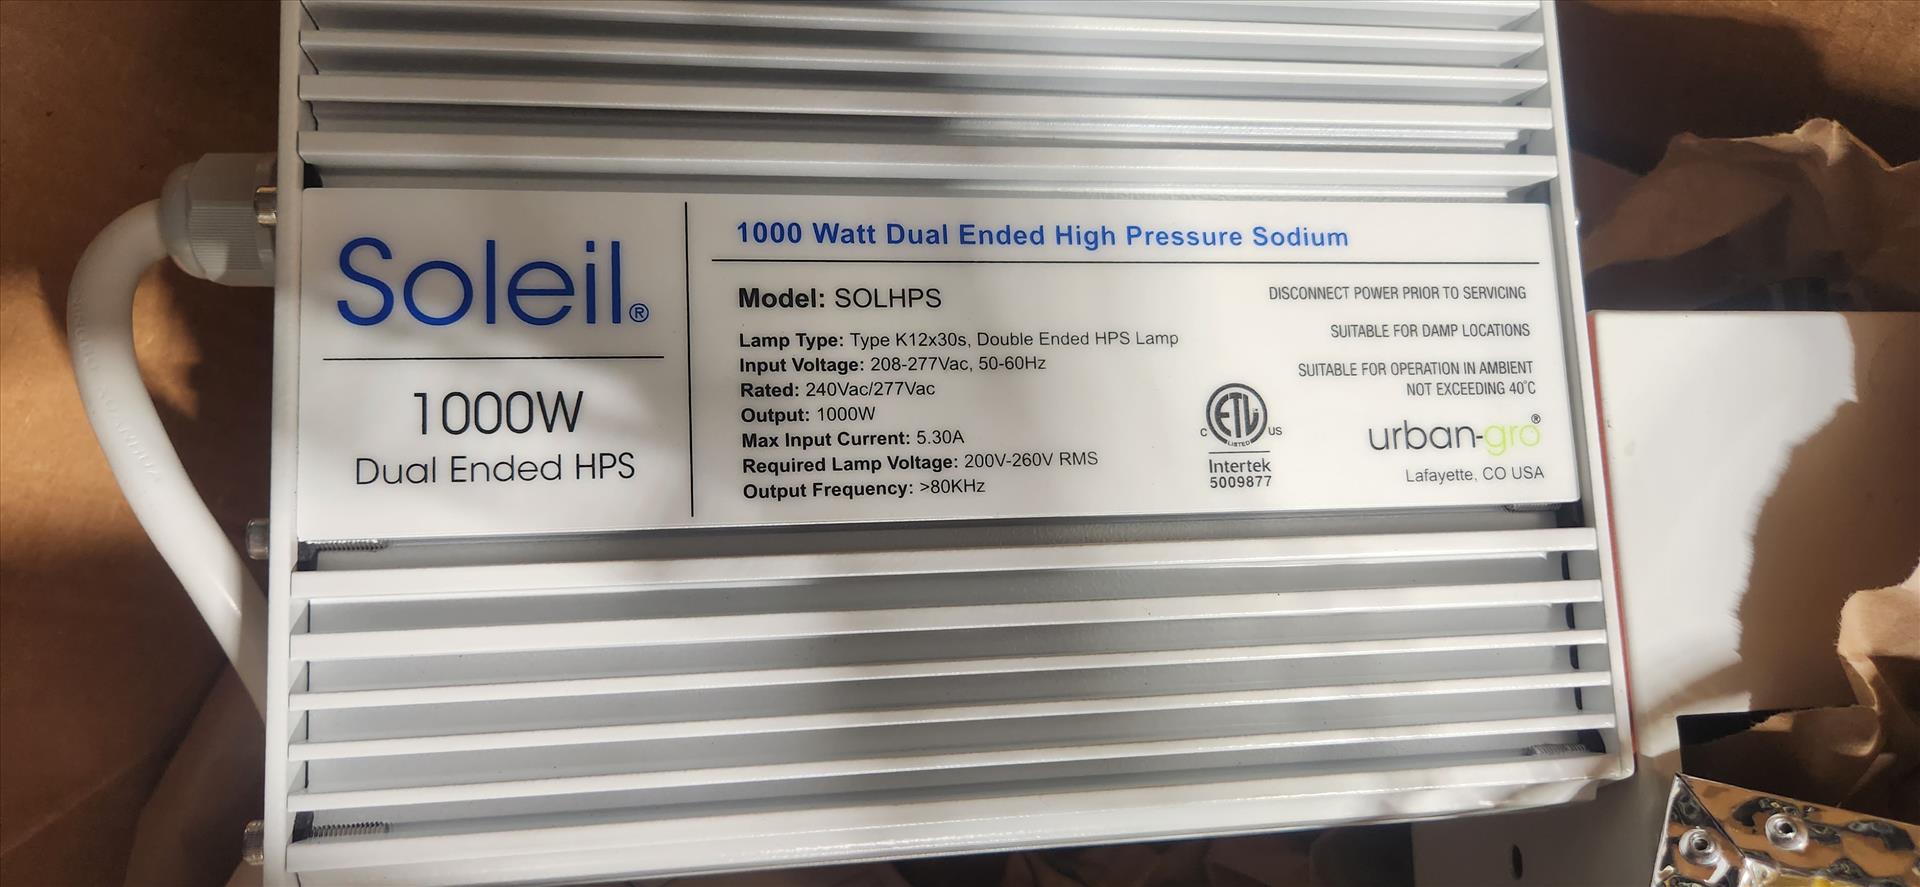 Soleil®
1000W
Dual Ended HPS
1000 Watt Dual Ended High Pressure Sodium
Model: SOLHPS
Lamp Type: Type K12x30s, Double Ended HPS Lamp
Input Voltage: 208-277Vac, 50-60Hz
Rated: 240Vac/277Vac
Output: 1000W
Max Input Current: 5.30A
Required Lamp Voltage: 200V-260V RMS
Output Frequency: >80KHz
DISCONNECT POWER PRIOR TO SERVICING
SUITABLE FOR DAMP LOCATIONS
SUITABLE FOR OPERATION IN AMBIENT
NOT EXCEEDING 40°C
C ETL US
LISTED
Intertek
5009877
urban-gro®
Lafayette, CO USA